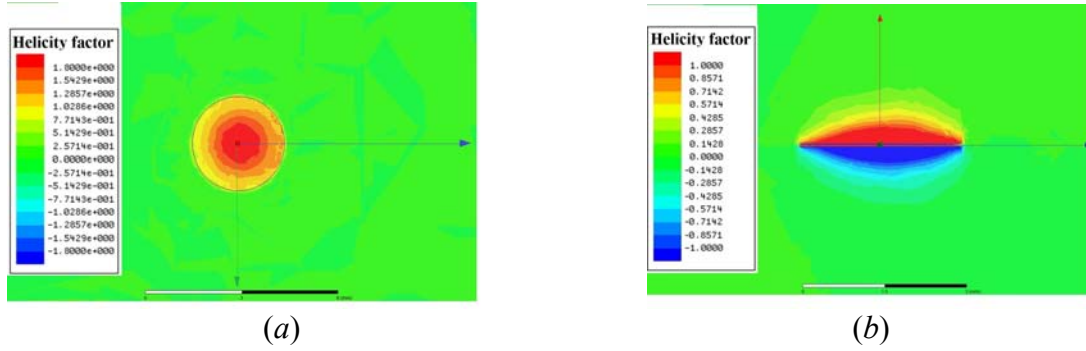 Helicity factor
1.8000e+000
1.5429e+000
1.2857e+000
1.0286e+000
7.7143e-001
5.1429e-001
2.5714e-001
0.0000e+000
-2.5714e-001
-5.1429e-001
-7.7143e-001
-1.0286e+000
-1.2857e+000
-1.5429e+000
-1.8000e+000
(a)
Helicity factor
1.0000
0.8571
0.7142
0.5714
0.4285
0.2857
0.1428
0.0000
-0.1428
-0.2857
-0.4285
-0.5714
-0.7142
-0.8571
-1.0000
(b)